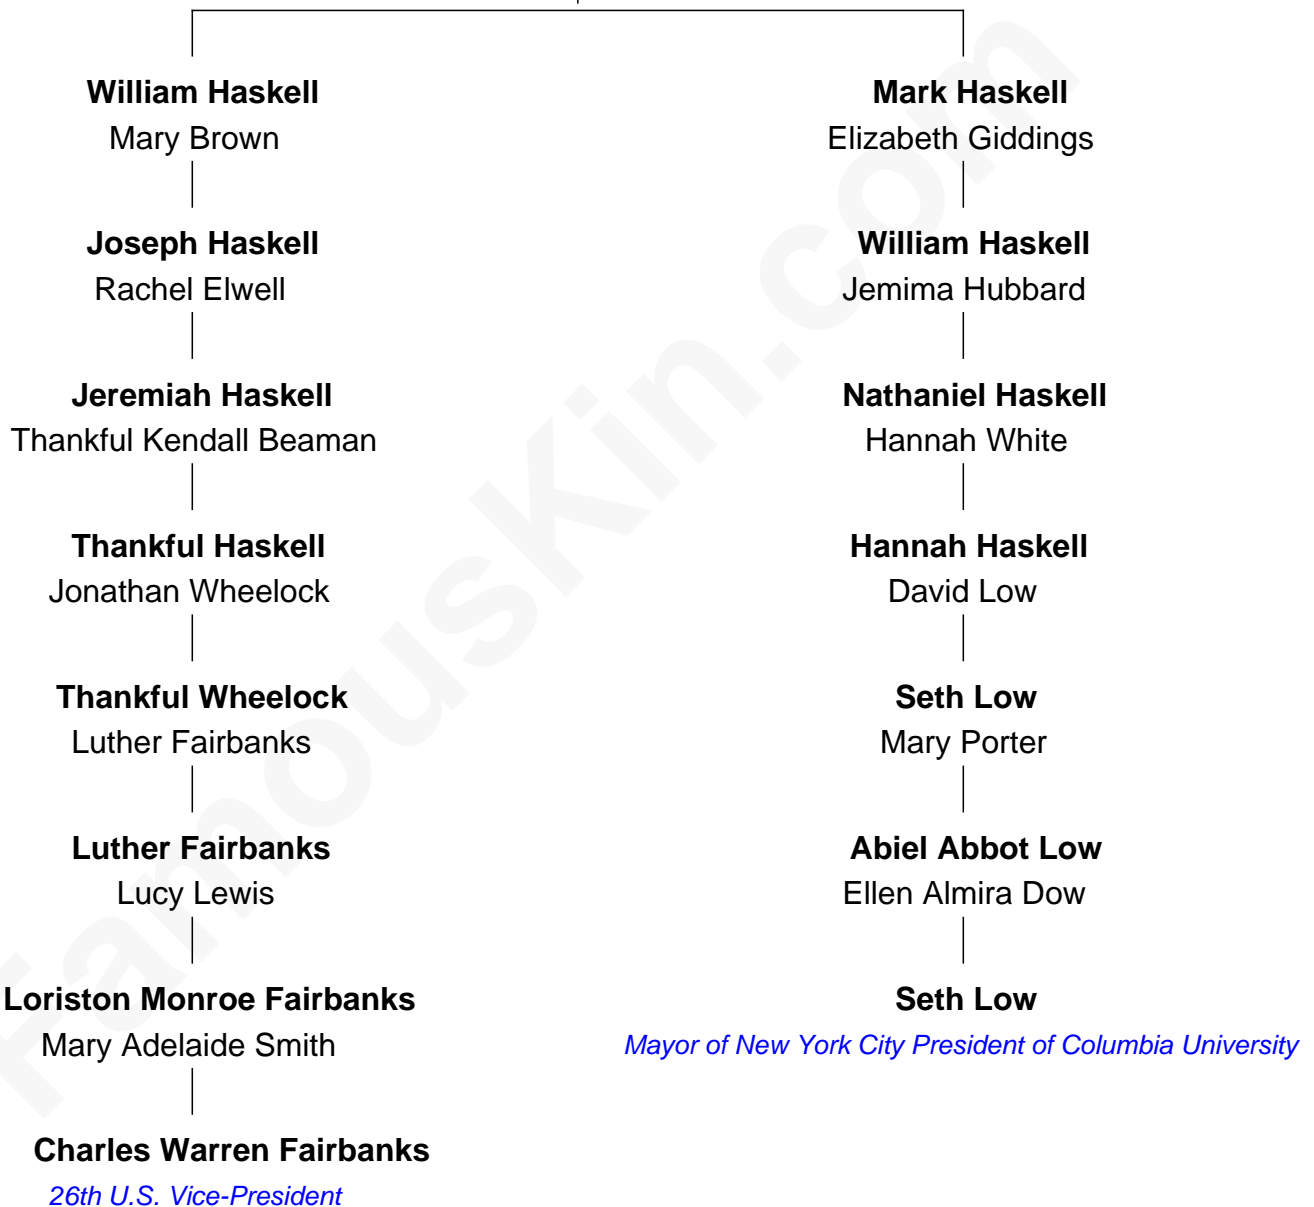 William Haskell
Mary Brown
Mark Haskell
Elizabeth Giddings
Joseph Haskell
Rachel Elwell
William Haskell
Jemima Hubbard
Jeremiah Haskell
Thankful Kendall Beaman
Nathaniel Haskell
Hannah White
Thankful Haskell
Jonathan Wheelock
Hannah Haskell
David Low
Thankful Wheelock
Luther Fairbanks
Seth Low
Mary Porter
Luther Fairbanks
Lucy Lewis
Abiel Abbot Low
Ellen Almira Dow
Loriston Monroe Fairbanks
Mary Adelaide Smith
Seth Low
Mayor of New York City President of Columbia University
Charles Warren Fairbanks
26th U.S. Vice-President
FamousKin.com